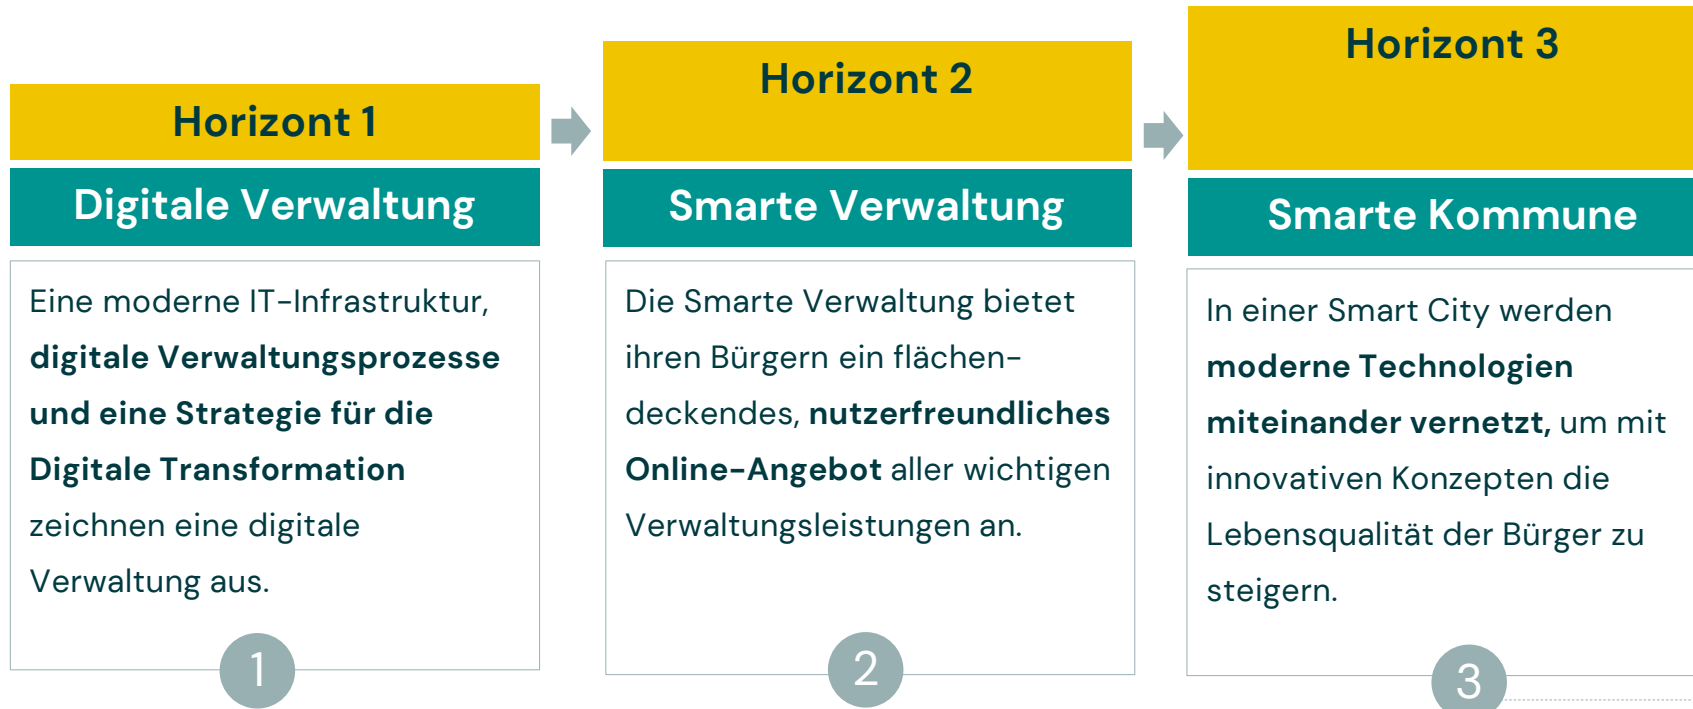 Horizont 1
Digitale Verwaltung
Eine moderne IT-Infrastruktur,
digitale Verwaltungsprozesse
und eine Strategie für die
Digitale Transformation
zeichnen eine digitale
Verwaltung aus.
1
Horizont 2
Smarte Verwaltung
Die Smarte Verwaltung bietet
ihren Bürgern ein flächen-
deckendes, nutzerfreundliches
Online-Angebot aller wichtigen
Verwaltungsleistungen an.
2
Horizont 3
Smarte Kommune
In einer Smart City werden
moderne Technologien
miteinander vernetzt, um mit
innovativen Konzepten die
Lebensqualität der Bürger zu
steigern.
3